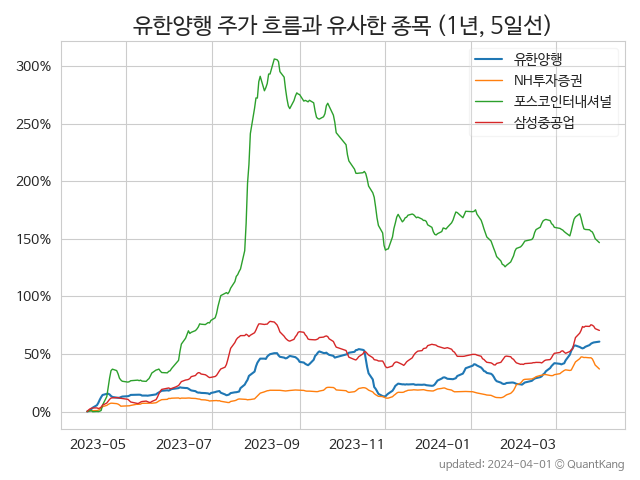 유한양행 주가 흐름과 유사한 종목 (1년, 5일선)
유한양행
NH투자증권
포스코인터내셔널
삼성중공업
300%
250%
200%
150%
100%
50%
0%
2023-05 2023-07 2023-09 2023-11 2024-01 2024-03
updated: 2024-04-01 © QuantKang